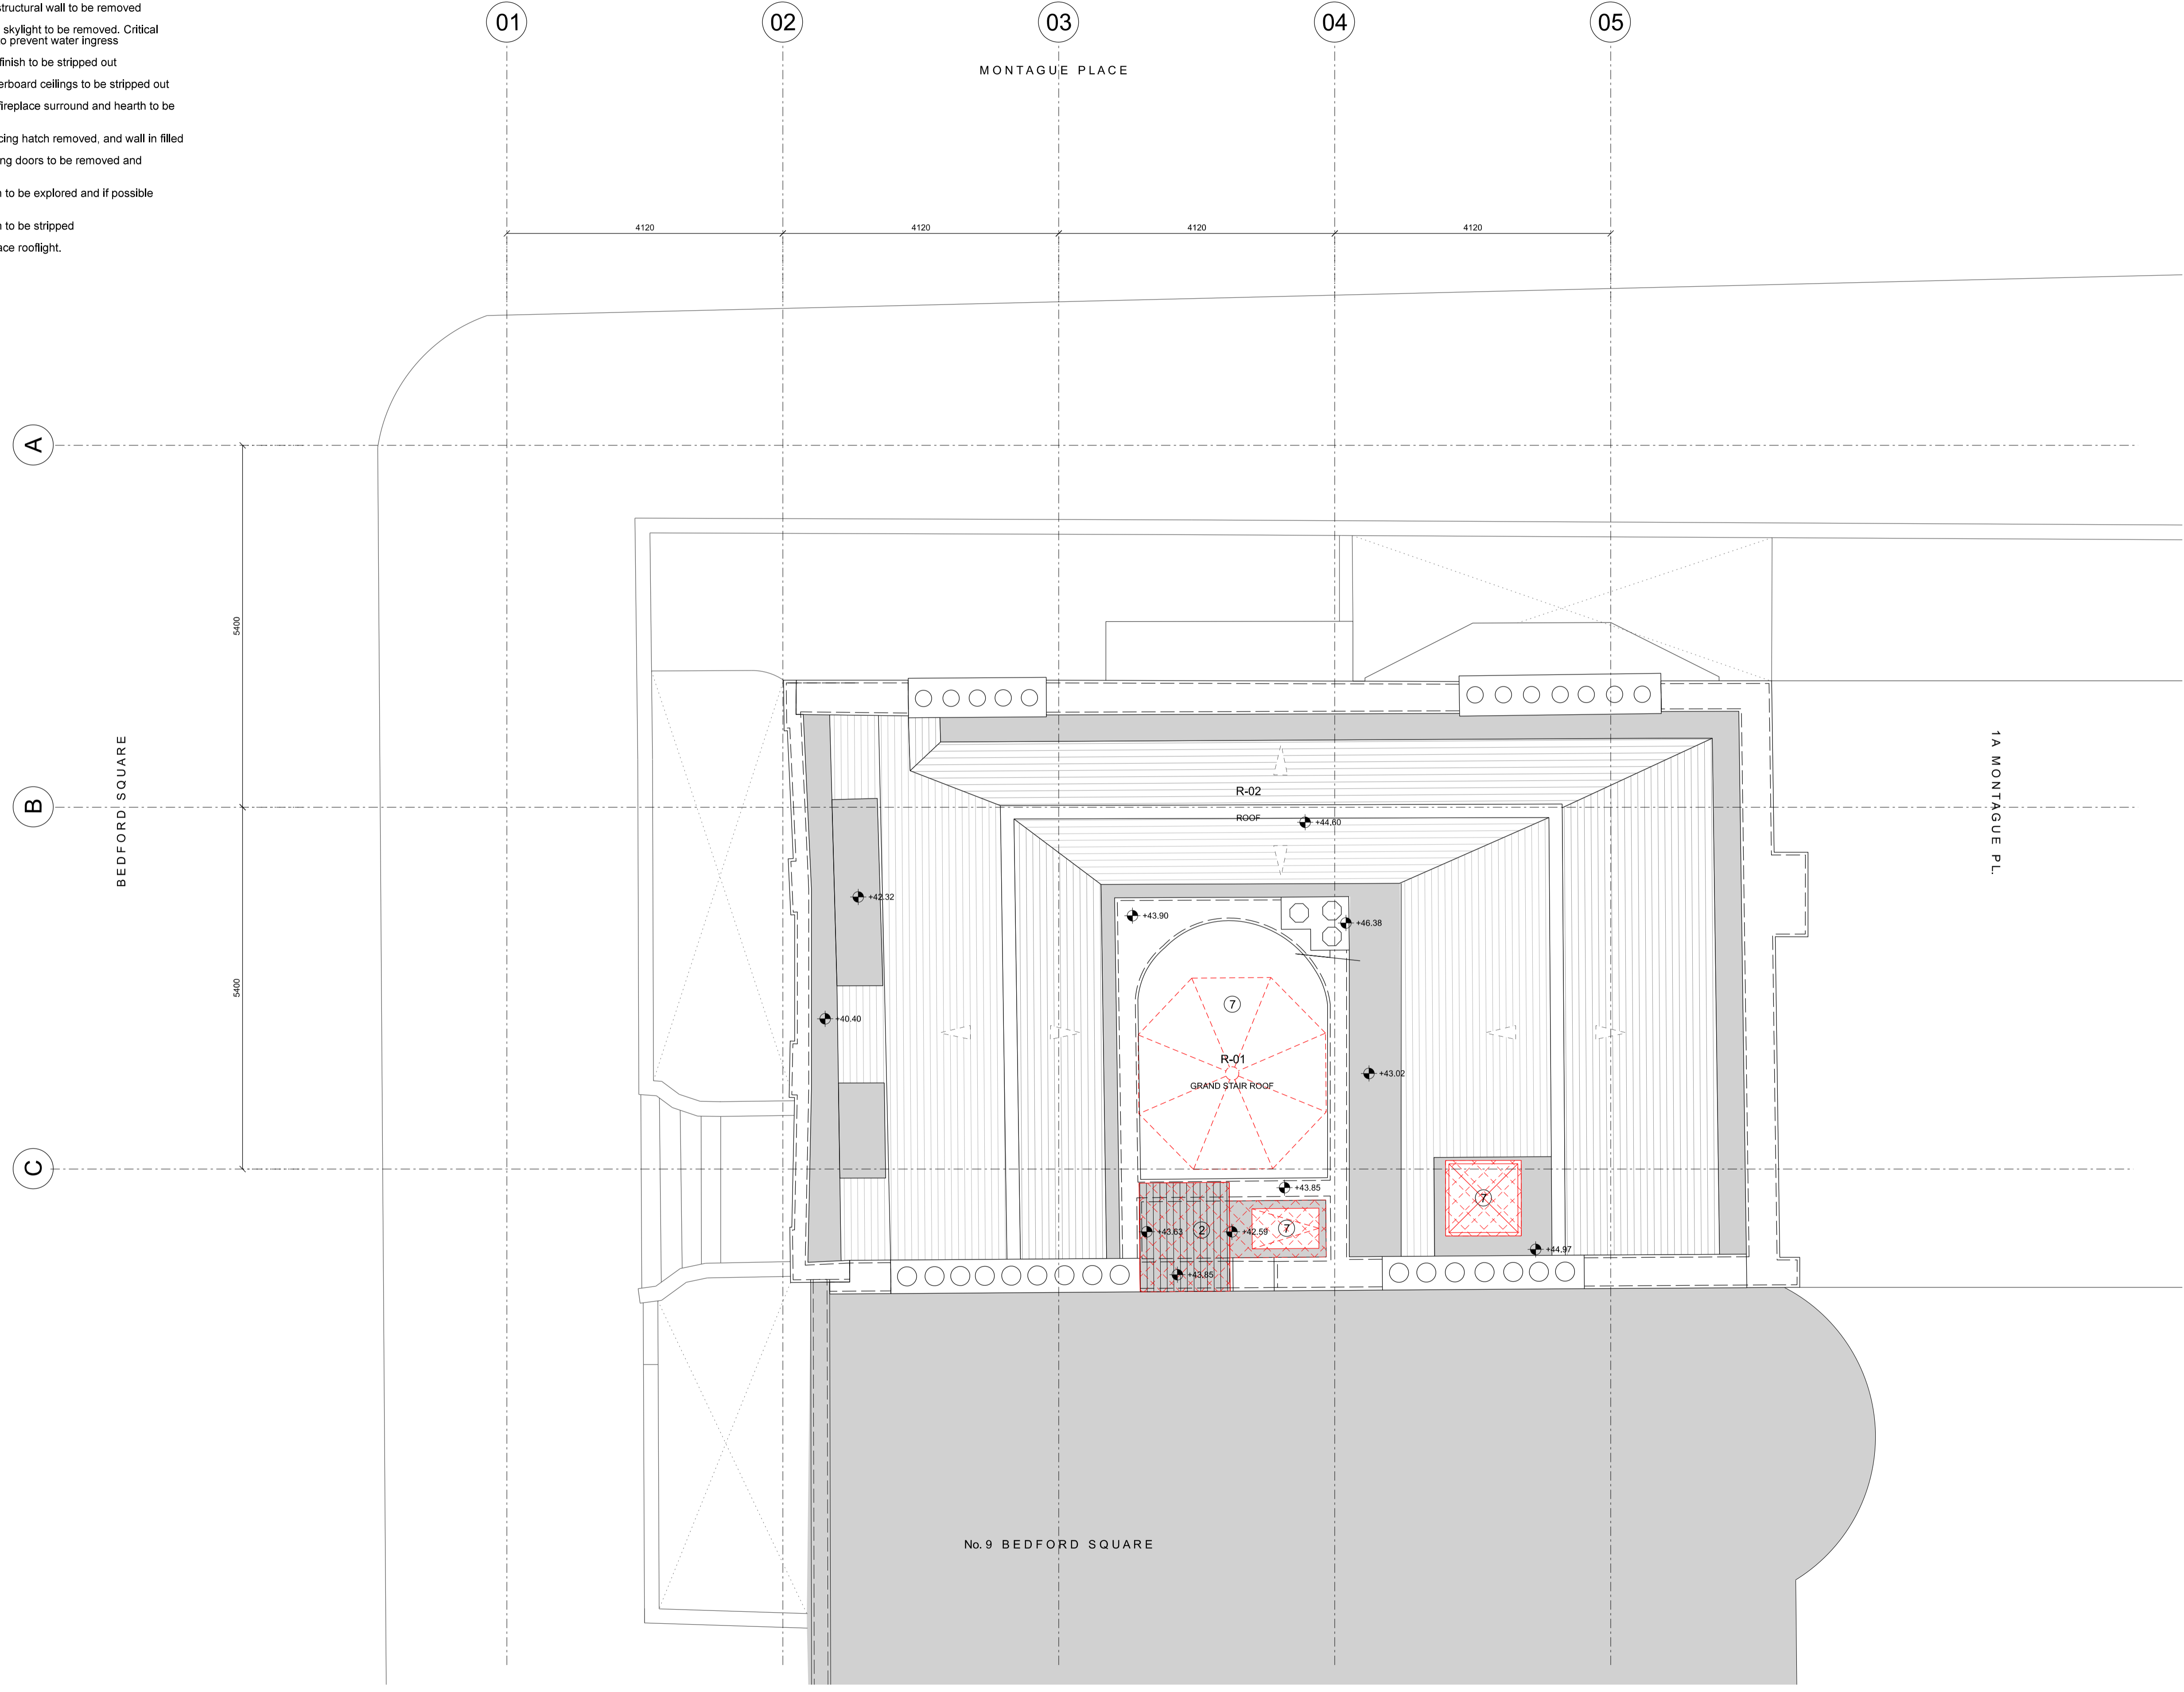 structural wall to be removed
skylight to be removed. Critical
o prevent water ingress
finish to be stripped out
erboard ceilings to be stripped out
fireplace surround and hearth to be
cing hatch removed, and wall in filled
ng doors to be removed and
to be explored and if possible
to be stripped
ace rooflight.
01
02
03
04
05
MONTAGUE PLACE
4120
4120
4120
4120
A
5400
B
5400
C
BEDFORD SQUARE
1A MONTAGUE PL.
R-02
ROOF
+44.60
+42.32
+43.90
+46.38
7
+40.40
R-01
GRAND STAIR ROOF
+43.02
+43.85
7
+43.63
2
+42.59
7
+44.97
+43.85
No. 9 BEDFORD SQUARE